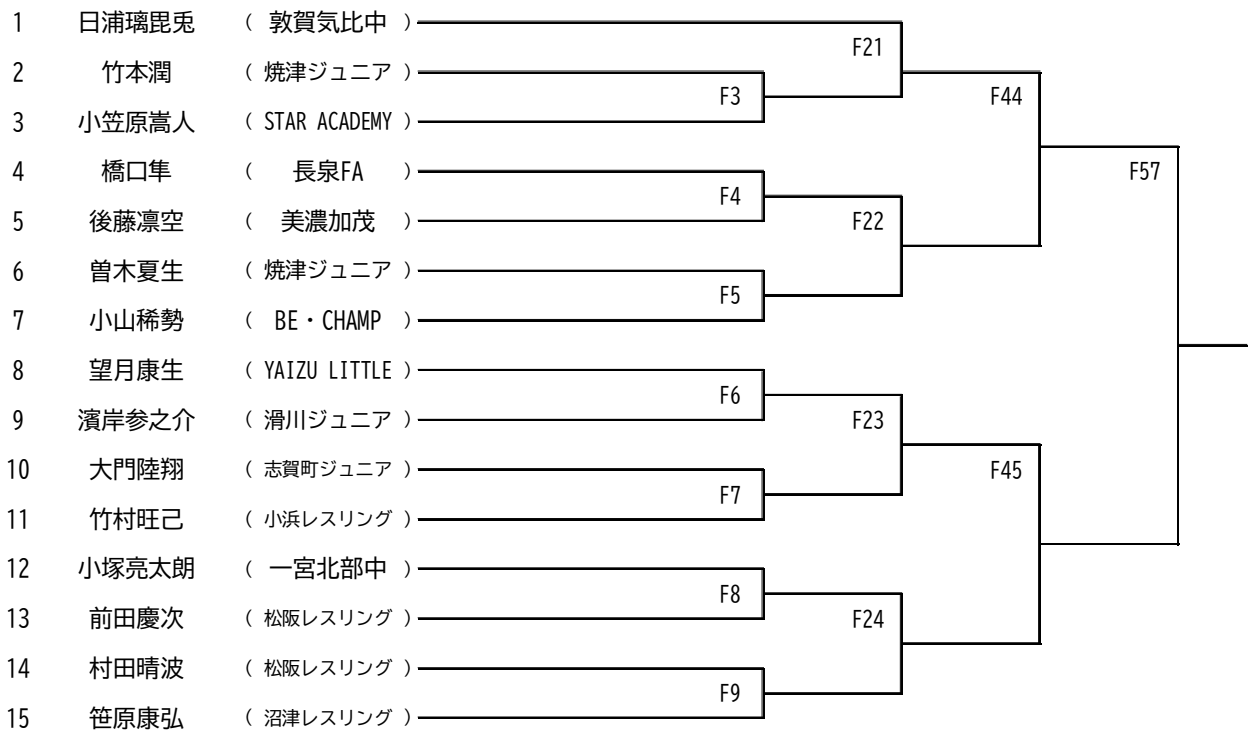 1 日浦璃毘兎 ( 敦賀気比中 )
F21
2 竹本潤 ( 焼津ジュニア )
F3 F44
3 小笠原嵩人 ( STAR ACADEMY )
4 橋口隼 ( 長泉FA )
F57
F4
5 後藤凛空 ( 美濃加茂 )
F22
6 曽木夏生 ( 焼津ジュニア )
F5
7 小山稀勢 ( BE・CHAMP )
8 望月康生 ( YAIZU LITTLE )
F6
9 濱岸参之介 ( 滑川ジュニア )
F23
10 大門陸翔 ( 志賀町ジュニア )
F45
F7
11 竹村旺己 ( 小浜レスリング )
12 小塚亮太朗 ( 一宮北部中 )
F8
13 前田慶次 ( 松阪レスリング )
F24
14 村田晴波 ( 松阪レスリング )
F9
15 笹原康弘 ( 沼津レスリング )